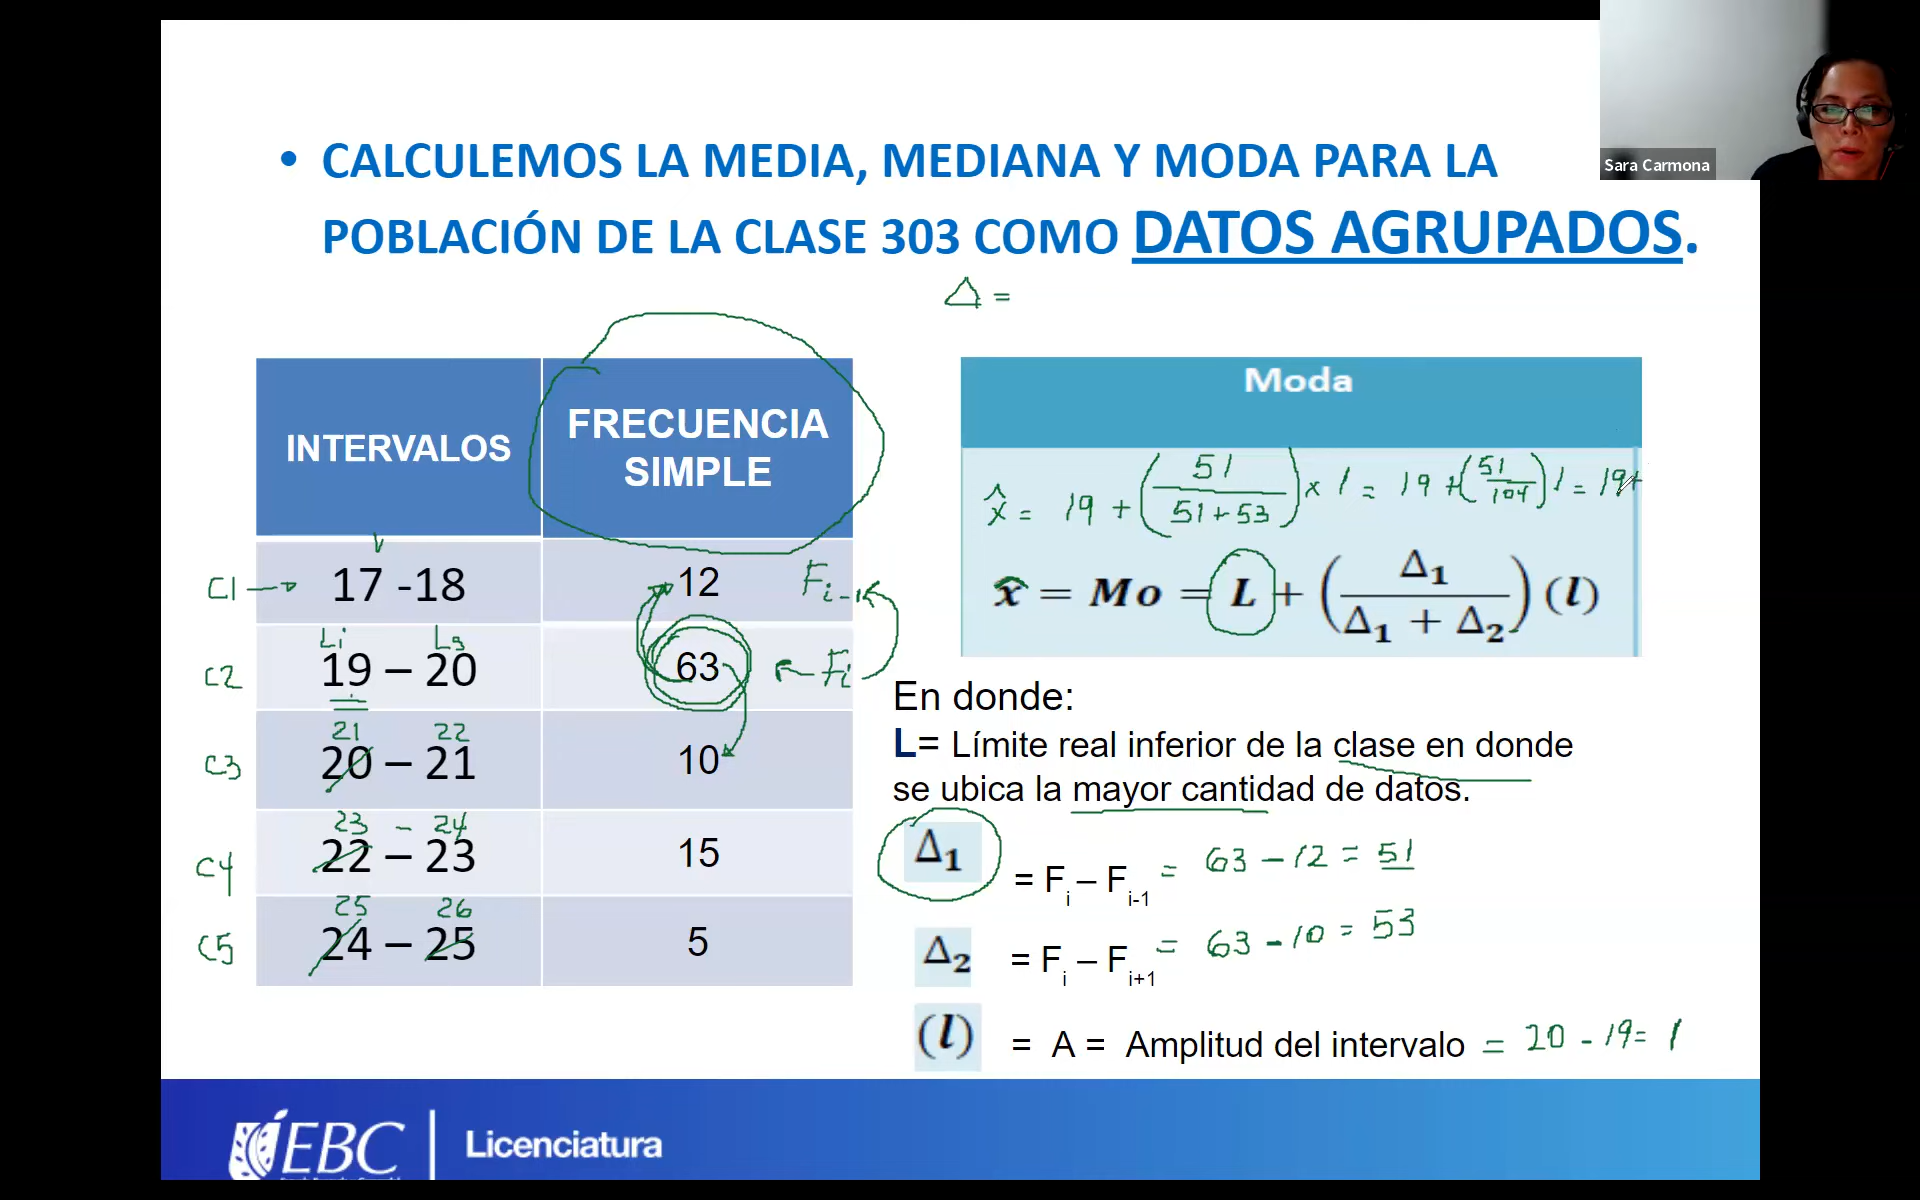 Sara Carmona
• CALCULEMOS LA MEDIA, MEDIANA Y MODA PARA LA
POBLACIÓN DE LA CLASE 303 COMO DATOS AGRUPADOS.
Δ =
INTERVALOS FRECUENCIA SIMPLE
C1 → 17 -18 12 Fi-1
Li Ls
C2 19 – 20 63 ← Fi
21 22
C3 20 – 21 10
23 - 24
C4 22 – 23 15
25 26
C5 24 – 25 5
Moda
x̂ = 19 + (51 / 51+53) x 1 = 19 + (51/104) 1 = 19+
x̂ = Mo = L + (Δ1 / Δ1 + Δ2) (l)
En donde:
L= Límite real inferior de la clase en donde
se ubica la mayor cantidad de datos.
Δ1 = Fi – Fi-1 = 63 - 12 = 51
Δ2 = Fi – Fi+1 = 63 - 10 = 53
(l) = A = Amplitud del intervalo = 20 - 19 = 1
EBC | Licenciatura